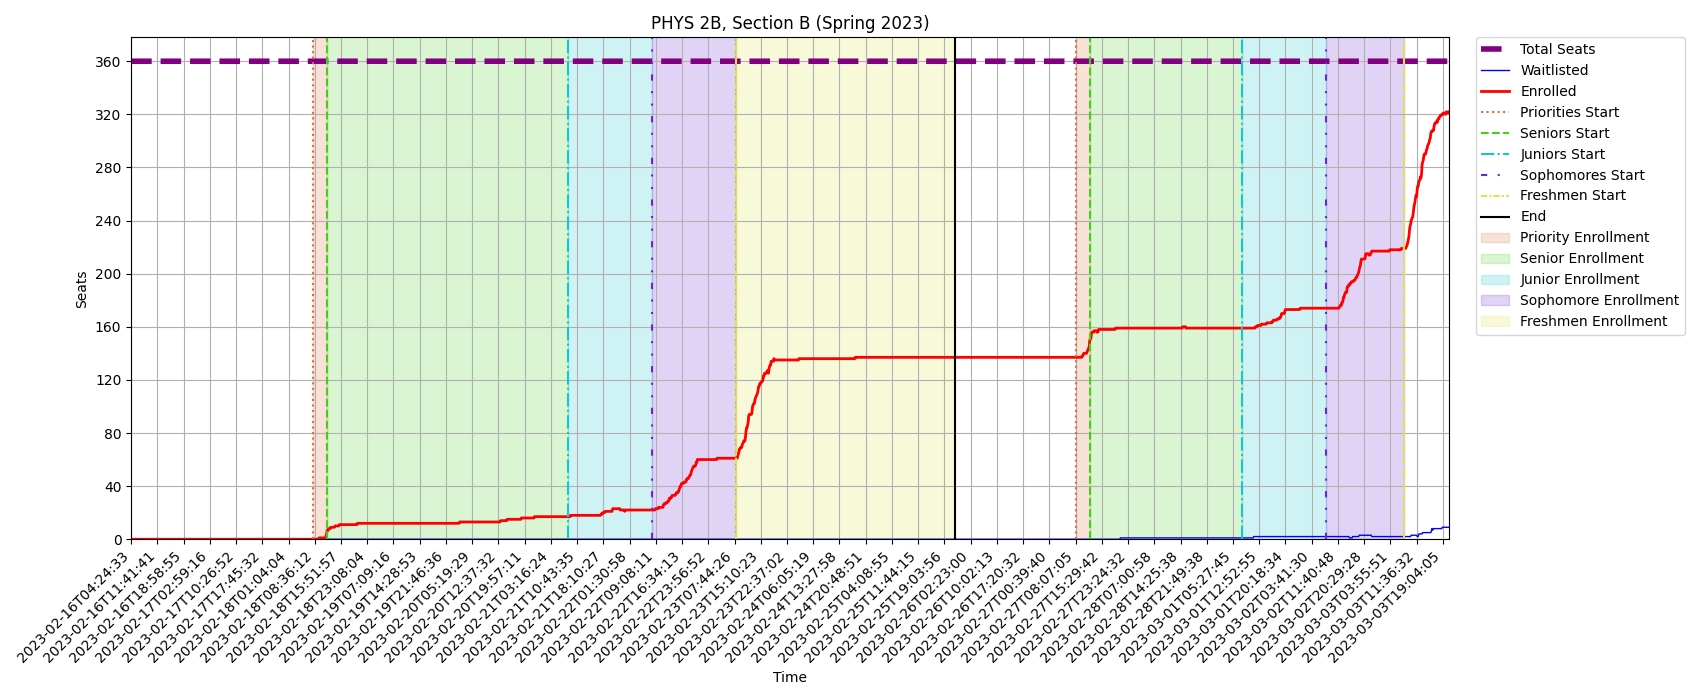 PHYS 2B, Section B (Spring 2023)
Seats
360
320
280
240
200
160
120
80
40
0
2023-02-16T04:24:33
2023-02-16T11:41:41
2023-02-16T18:58:55
2023-02-17T02:59:16
2023-02-17T10:26:52
2023-02-17T17:45:32
2023-02-18T01:04:04
2023-02-18T08:36:12
2023-02-18T15:51:57
2023-02-18T23:08:04
2023-02-19T07:09:16
2023-02-19T14:28:53
2023-02-19T21:46:36
2023-02-20T05:19:29
2023-02-20T12:37:32
2023-02-20T19:57:11
2023-02-21T03:16:24
2023-02-21T10:43:35
2023-02-21T18:10:27
2023-02-22T01:30:58
2023-02-22T09:08:11
2023-02-22T16:34:13
2023-02-22T23:56:52
2023-02-23T07:44:26
2023-02-23T15:10:23
2023-02-23T22:37:02
2023-02-24T06:05:19
2023-02-24T13:27:58
2023-02-24T20:48:51
2023-02-25T04:08:55
2023-02-25T11:44:15
2023-02-25T19:03:56
2023-02-26T02:23:00
2023-02-26T10:02:13
2023-02-26T17:20:32
2023-02-27T00:39:40
2023-02-27T08:07:05
2023-02-27T15:29:42
2023-02-27T23:24:32
2023-02-28T07:00:58
2023-02-28T14:25:38
2023-02-28T21:49:38
2023-03-01T05:27:45
2023-03-01T12:52:55
2023-03-01T20:18:34
2023-03-02T03:41:30
2023-03-02T11:40:48
2023-03-02T20:29:28
2023-03-03T03:55:51
2023-03-03T11:36:32
2023-03-03T19:04:05
Time
Total Seats
Waitlisted
Enrolled
Priorities Start
Seniors Start
Juniors Start
Sophomores Start
Freshmen Start
End
Priority Enrollment
Senior Enrollment
Junior Enrollment
Sophomore Enrollment
Freshmen Enrollment